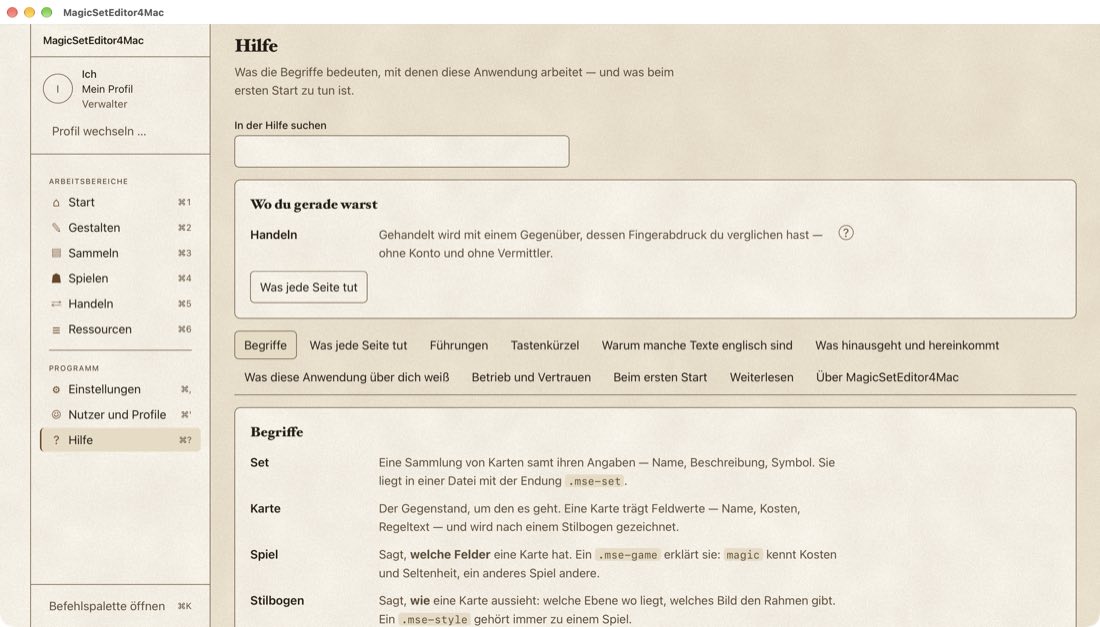 MagicSetEditor4Mac
MagicSetEditor4Mac
I
Ich
Mein Profil
Verwalter
Profil wechseln ...
ARBEITSBEREICHE
Start ⌘1
Gestalten ⌘2
Sammeln ⌘3
Spielen ⌘4
Handeln ⌘5
Ressourcen ⌘6
PROGRAMM
Einstellungen ⌘,
Nutzer und Profile ⌘'
? Hilfe ⌘?
Befehlspalette öffnen ⌘K
Hilfe
Was die Begriffe bedeuten, mit denen diese Anwendung arbeitet — und was beim
ersten Start zu tun ist.
In der Hilfe suchen
Wo du gerade warst
Handeln
Gehandelt wird mit einem Gegenüber, dessen Fingerabdruck du verglichen hast —
ohne Konto und ohne Vermittler.
?
Was jede Seite tut
Begriffe Was jede Seite tut Führungen Tastenkürzel Warum manche Texte englisch sind Was hinausgeht und hereinkommt
Was diese Anwendung über dich weiß Betrieb und Vertrauen Beim ersten Start Weiterlesen Über MagicSetEditor4Mac
Begriffe
Set
Eine Sammlung von Karten samt ihren Angaben — Name, Beschreibung, Symbol. Sie
liegt in einer Datei mit der Endung .mse-set.
Karte
Der Gegenstand, um den es geht. Eine Karte trägt Feldwerte — Name, Kosten,
Regeltext — und wird nach einem Stilbogen gezeichnet.
Spiel
Sagt, welche Felder eine Karte hat. Ein .mse-game erklärt sie: magic kennt Kosten
und Seltenheit, ein anderes Spiel andere.
Stilbogen
Sagt, wie eine Karte aussieht: welche Ebene wo liegt, welches Bild den Rahmen gibt.
Ein .mse-style gehört immer zu einem Spiel.